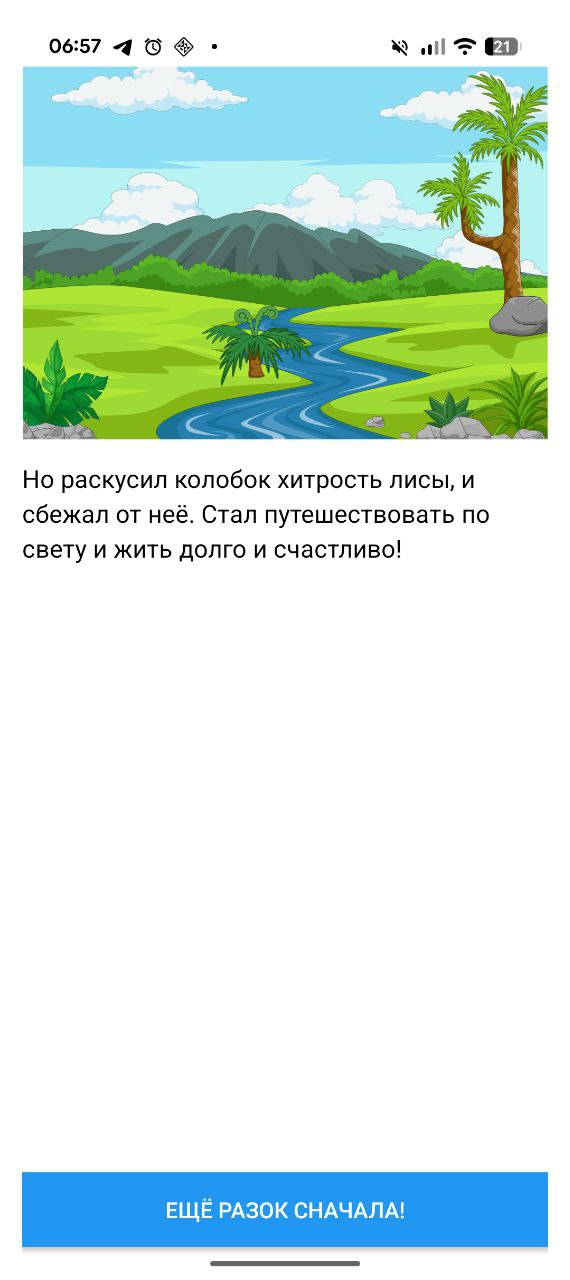 06:57
21
Но раскусил колобок хитрость лисы, и
сбежал от неё. Стал путешествовать по
свету и жить долго и счастливо!
ЕЩЁ РАЗОК СНАЧАЛА!